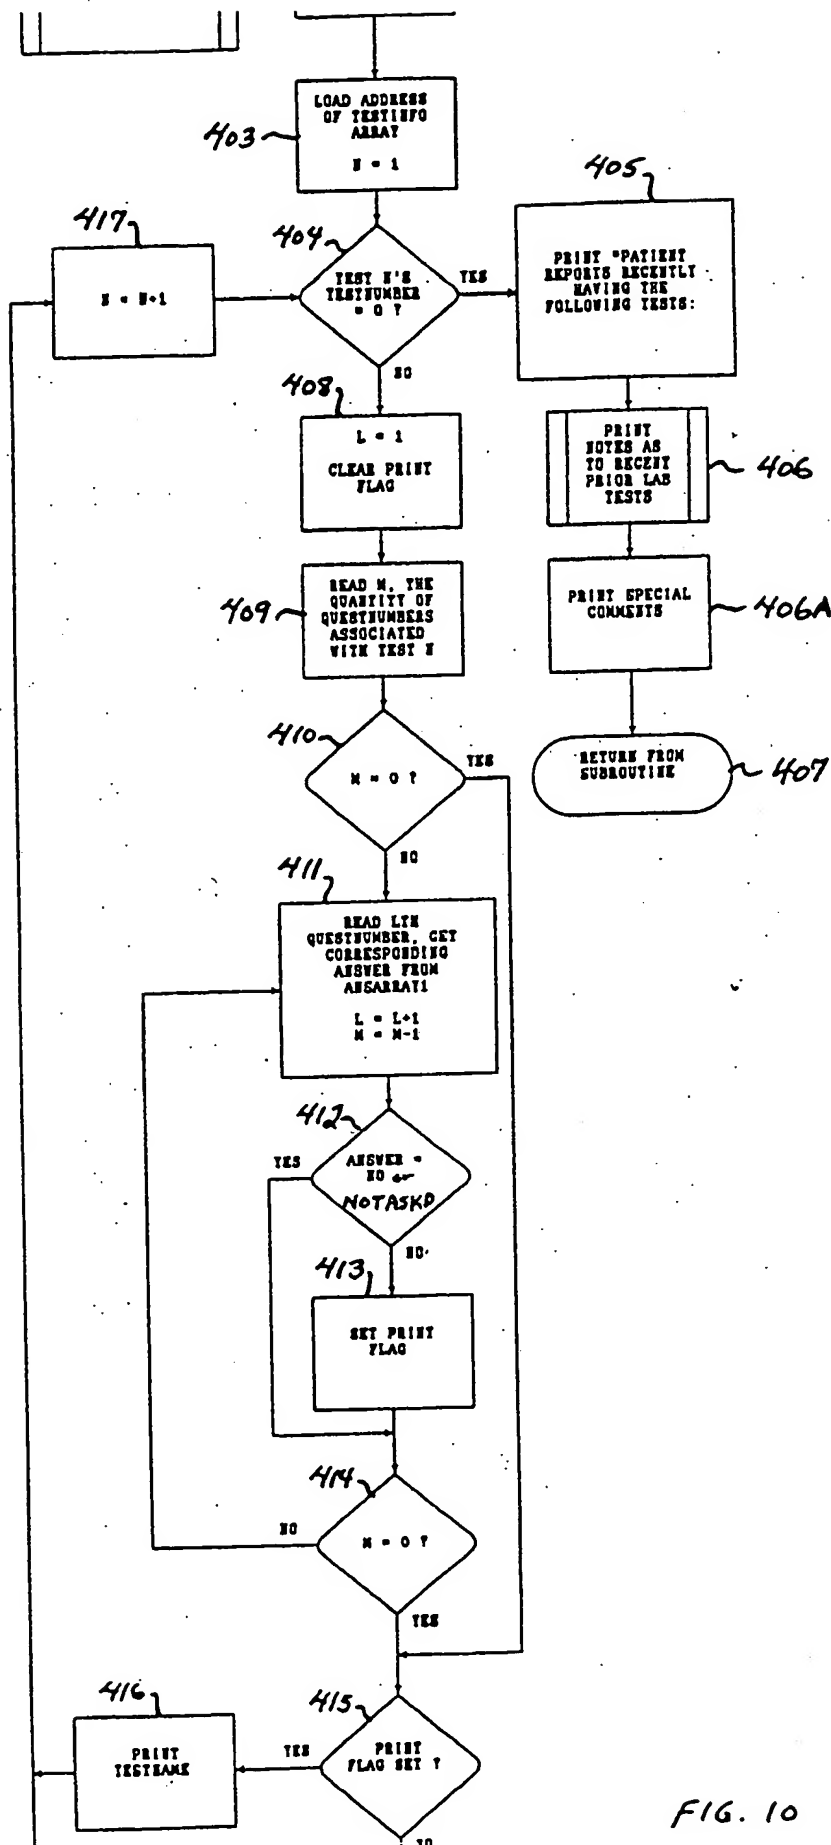 403
LOAD ADDRESS
OF TESTINFO
ARRAY
N = 1
417
N = N+1
404
TEST N'S
TESTNUMBER
= 0 ?
YES
NO
405
PRINT "PATIENT
REPORTS RECENTLY
HAVING THE
FOLLOWING TESTS:
408
L = 1
CLEAR PRINT
FLAG
PRINT
NOTES AS
TO RECENT
PRIOR LAB
TESTS
406
409
READ M, THE
QUANTITY OF
QUESTNUMBERS
ASSOCIATED
WITH TEST N
PRINT SPECIAL
COMMENTS
406A
410
M = 0 ?
YES
NO
RETURN FROM
SUBROUTINE
407
411
READ LTH
QUESTNUMBER, GET
CORRESPONDING
ANSWER FROM
ANSARRAY1
L = L+1
M = M-1
412
YES
ANSWER =
NO or
NOTASKD
NO
413
SET PRINT
FLAG
414
NO
M = 0 ?
YES
416
PRINT
TESTNAME
YES
415
PRINT
FLAG SET ?
NO
FIG. 10